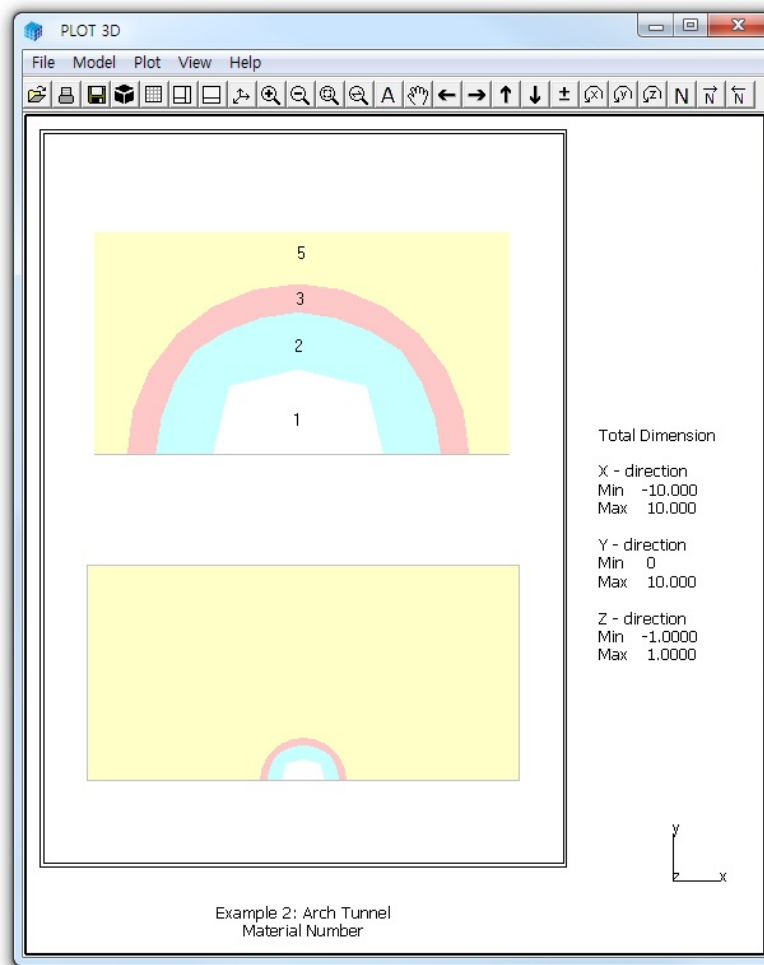 PLOT 3D
File Model Plot View Help
A ± x y z N N N
5
3
2
1
Total Dimension
X - direction
Min -10.000
Max 10.000
Y - direction
Min 0
Max 10.000
Z - direction
Min -1.0000
Max 1.0000
y
z x
Example 2: Arch Tunnel
Material Number